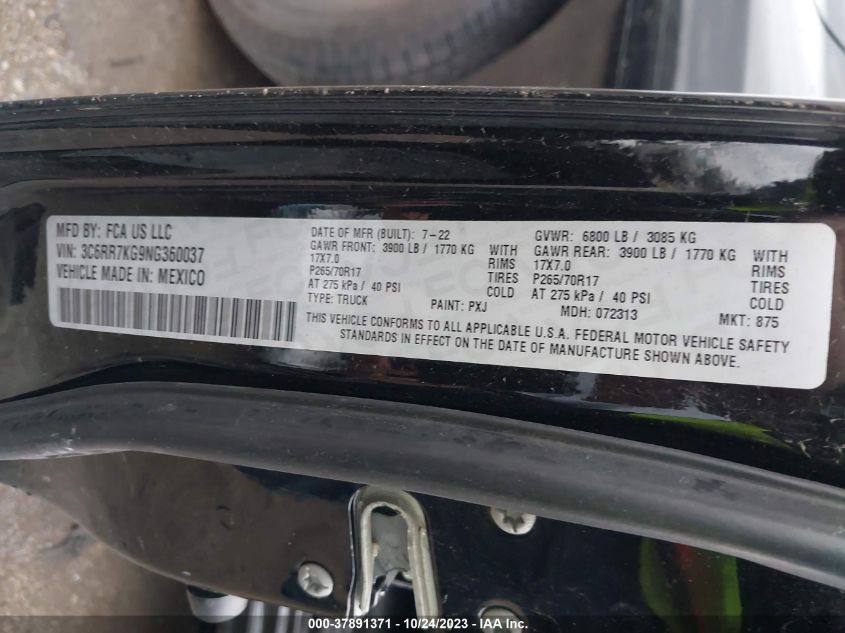 MFD BY: FCA US LLC
VIN: 3C6RR7KG9NG360037
VEHICLE MADE IN: MEXICO
DATE OF MFR (BUILT): 7-22
GAWR FRONT: 3900 LB / 1770 KG WITH
17X7.0 RIMS
P265/70R17 TIRES
AT 275 kPa / 40 PSI COLD
TYPE: TRUCK PAINT: PXJ
GVWR: 6800 LB / 3085 KG
GAWR REAR: 3900 LB / 1770 KG WITH
17X7.0 RIMS
P265/70R17 TIRES
AT 275 kPa / 40 PSI COLD
MDH: 072313 MKT: 875
THIS VEHICLE CONFORMS TO ALL APPLICABLE U.S.A. FEDERAL MOTOR VEHICLE SAFETY
STANDARDS IN EFFECT ON THE DATE OF MANUFACTURE SHOWN ABOVE.
000-37891371 - 10/24/2023 - IAA Inc.